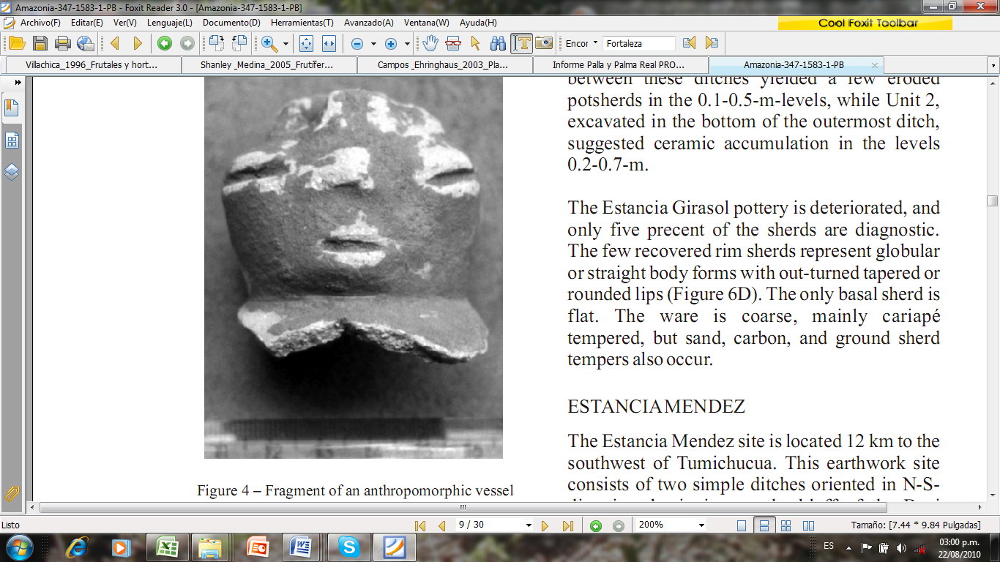 Amazonia-347-1583-1-PB - Foxit Reader 3.0 - [Amazonia-347-1583-1-PB]
Archivo(F) Editar(E) Ver(V) Lenguaje(L) Documento(D) Herramientas(T) Avanzado(A) Ventana(W) Ayuda(H)
Cool Foxit Toolbar
Encor Fortaleza
Villachica_1996_Frutales y hort... Shanley _Medina_2005_Frutífer... Campos _Ehringhaus_2003_Pla... Informe Palla y Palma Real PRO... Amazonia-347-1583-1-PB
between these ditches yielded a few eroded
potsherds in the 0.1-0.5-m-levels, while Unit 2,
excavated in the bottom of the outermost ditch,
suggested ceramic accumulation in the levels
0.2-0.7-m.
The Estancia Girasol pottery is deteriorated, and
only five precent of the sherds are diagnostic.
The few recovered rim sherds represent globular
or straight body forms with out-turned tapered or
rounded lips (Figure 6D). The only basal sherd is
flat. The ware is coarse, mainly cariapé
tempered, but sand, carbon, and ground sherd
tempers also occur.
ESTANCIA MENDEZ
The Estancia Mendez site is located 12 km to the
southwest of Tumichucua. This earthwork site
consists of two simple ditches oriented in N-S-
Figure 4 – Fragment of an anthropomorphic vessel
Listo 9 / 30 200% Tamaño: [7.44 * 9.84 Pulgadas]
ES 03:00 p.m.
22/08/2010